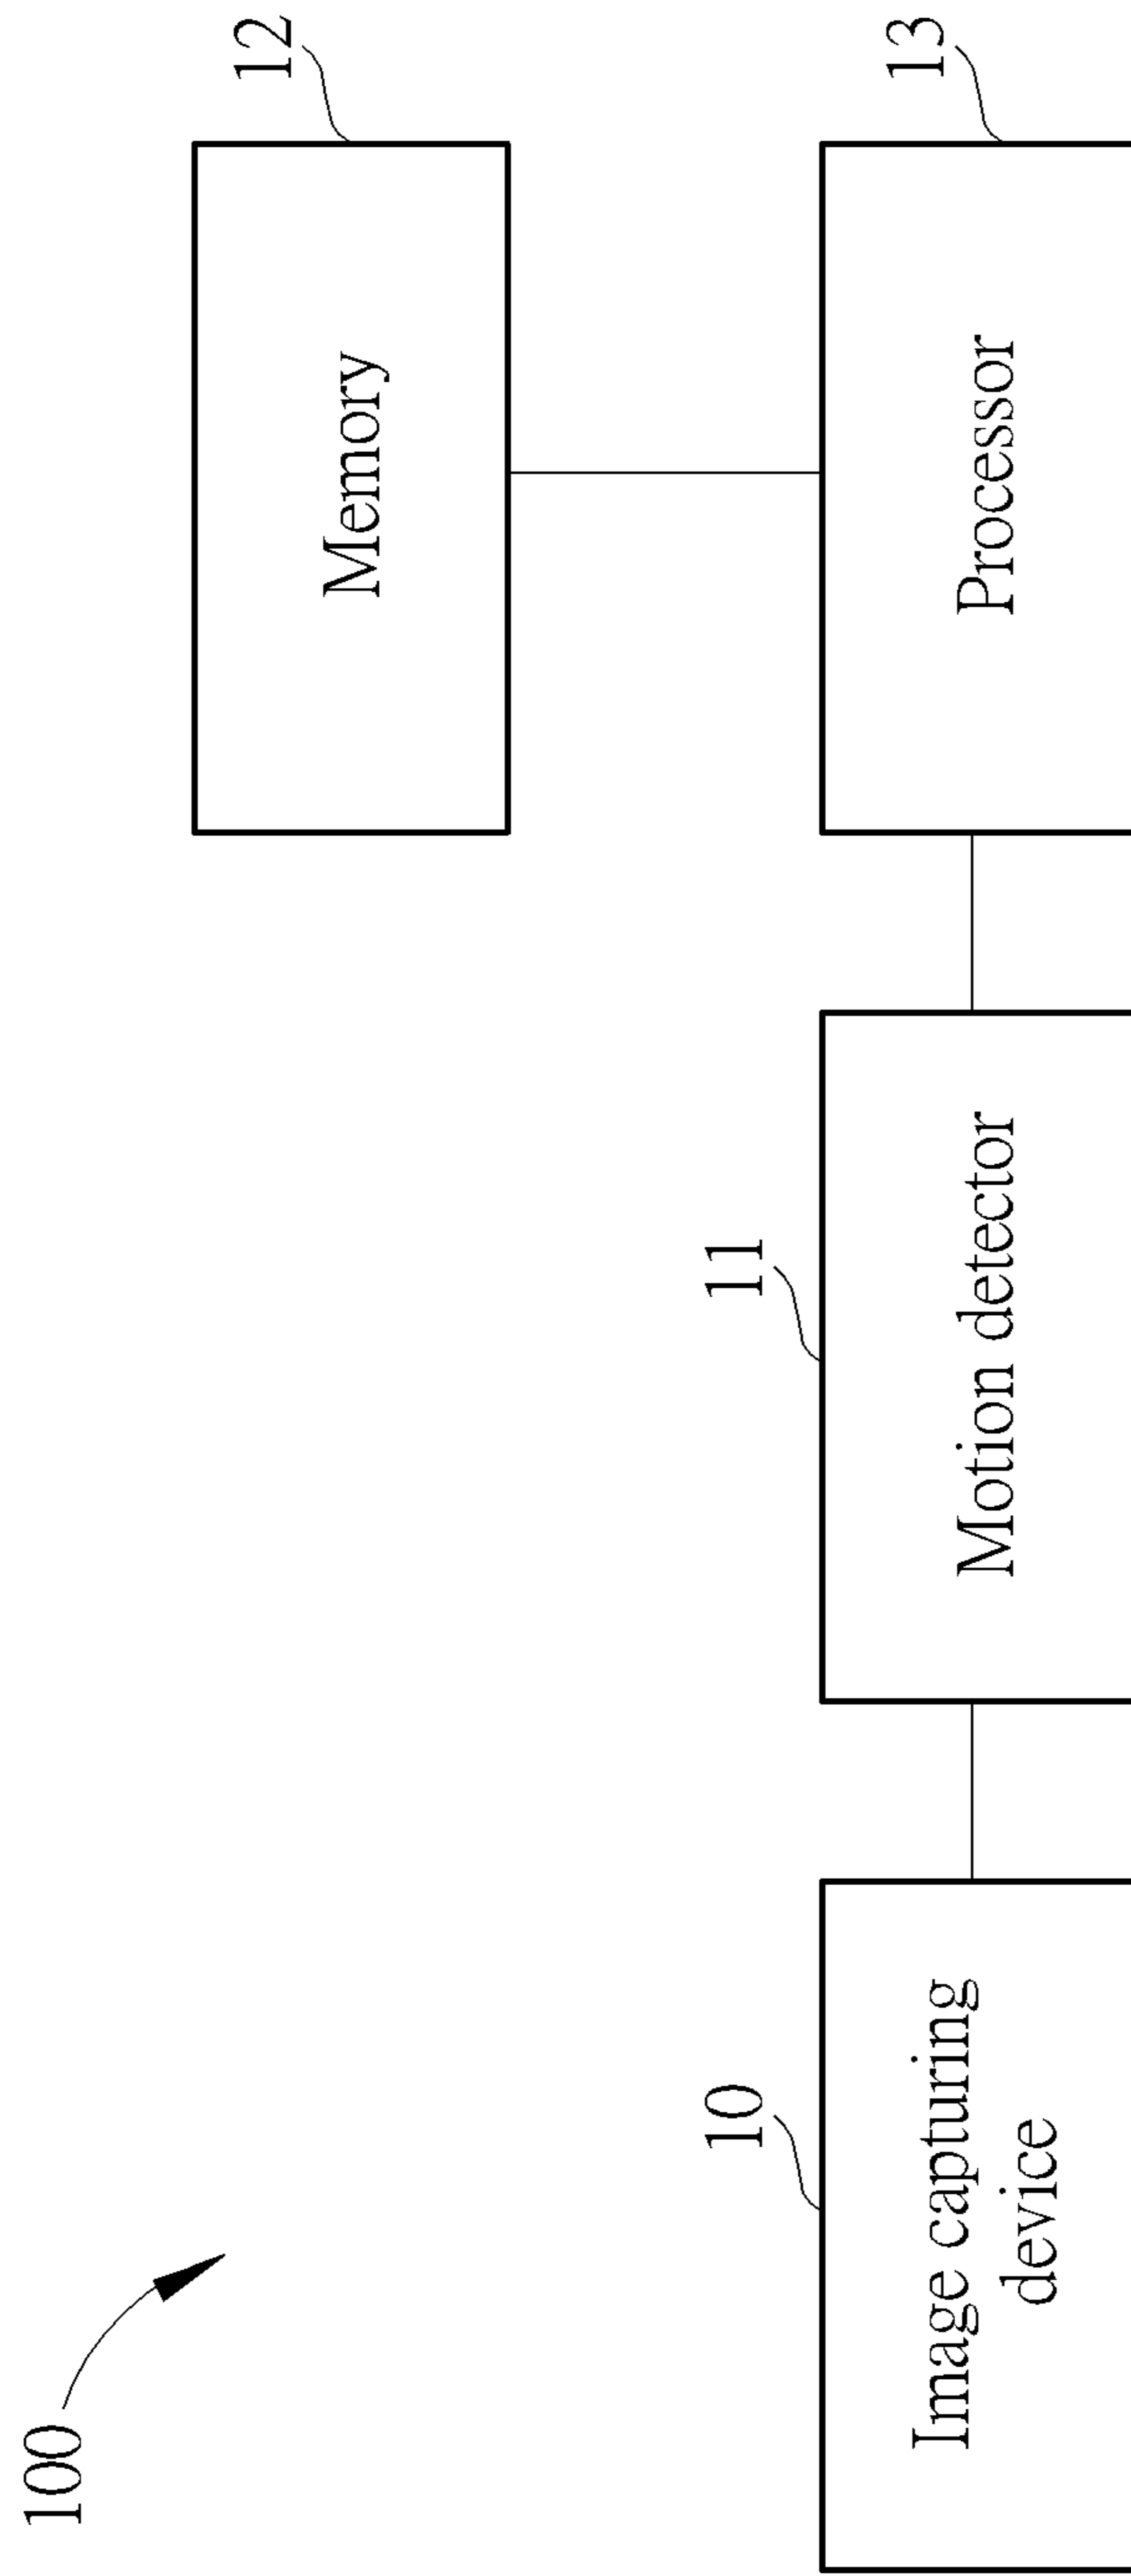 100
12
Memory
10
11
13
Image capturing
device
Motion detector
Processor